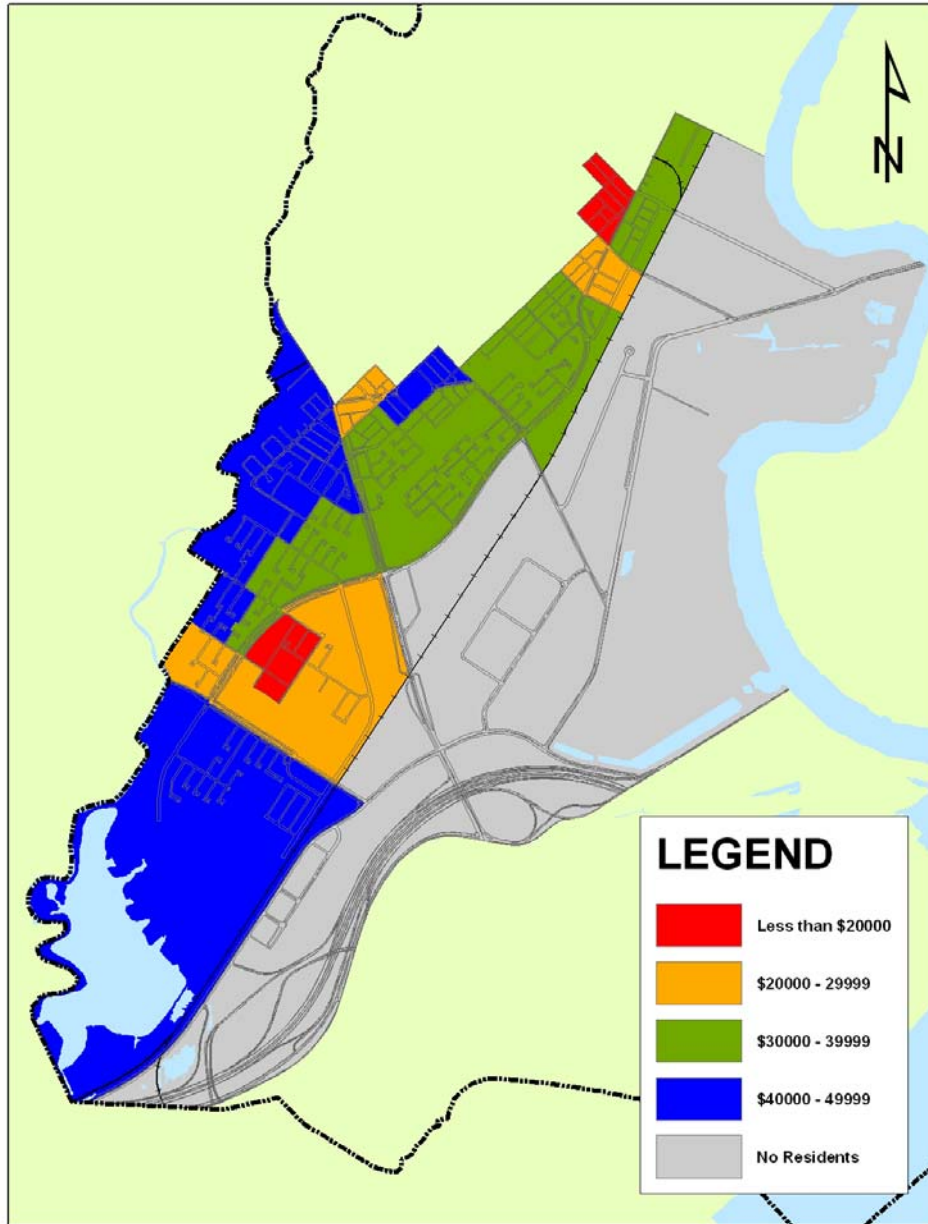 N
LEGEND
Less than $20000
$20000 - 29999
$30000 - 39999
$40000 - 49999
No Residents